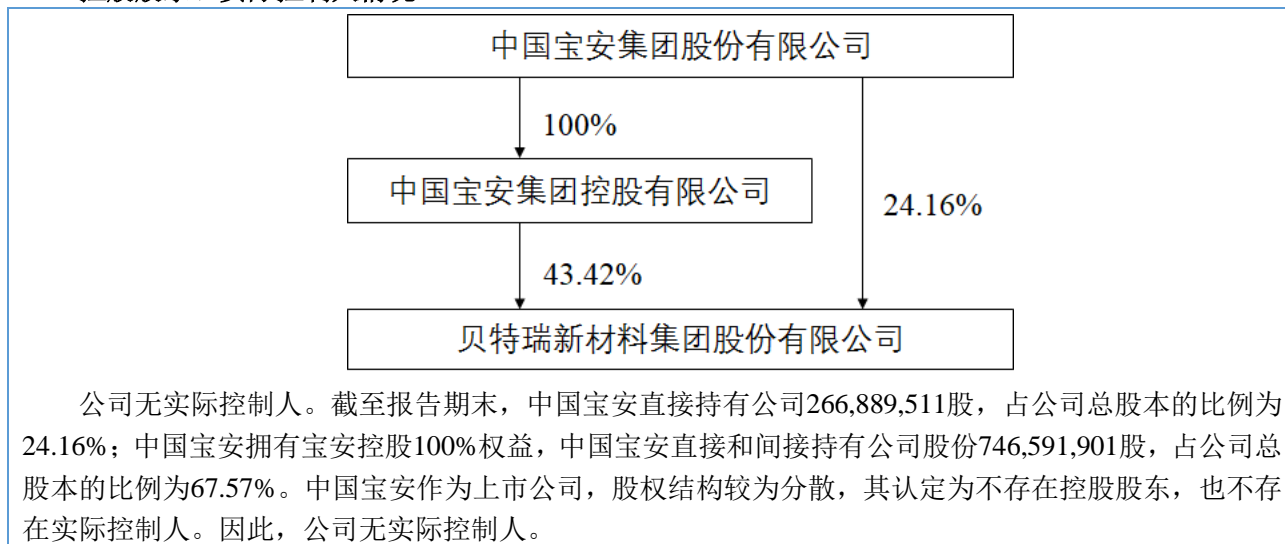 中国宝安集团股份有限公司
100%
中国宝安集团控股有限公司
24.16%
43.42%
贝特瑞新材料集团股份有限公司
公司无实际控制人。截至报告期末，中国宝安直接持有公司266,889,511股，占公司总股本的比例为
24.16%；中国宝安拥有宝安控股100%权益，中国宝安直接和间接持有公司股份746,591,901股，占公司总
股本的比例为67.57%。中国宝安作为上市公司，股权结构较为分散，其认定为不存在控股股东，也不存
在实际控制人。因此，公司无实际控制人。